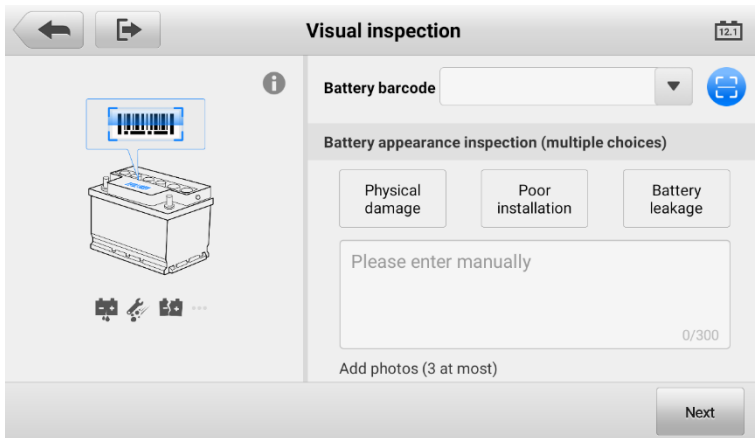 Visual inspection
12.1
Battery barcode
Battery appearance inspection (multiple choices)
Physical
damage
Poor
installation
Battery
leakage
Please enter manually
0/300
Add photos (3 at most)
Next